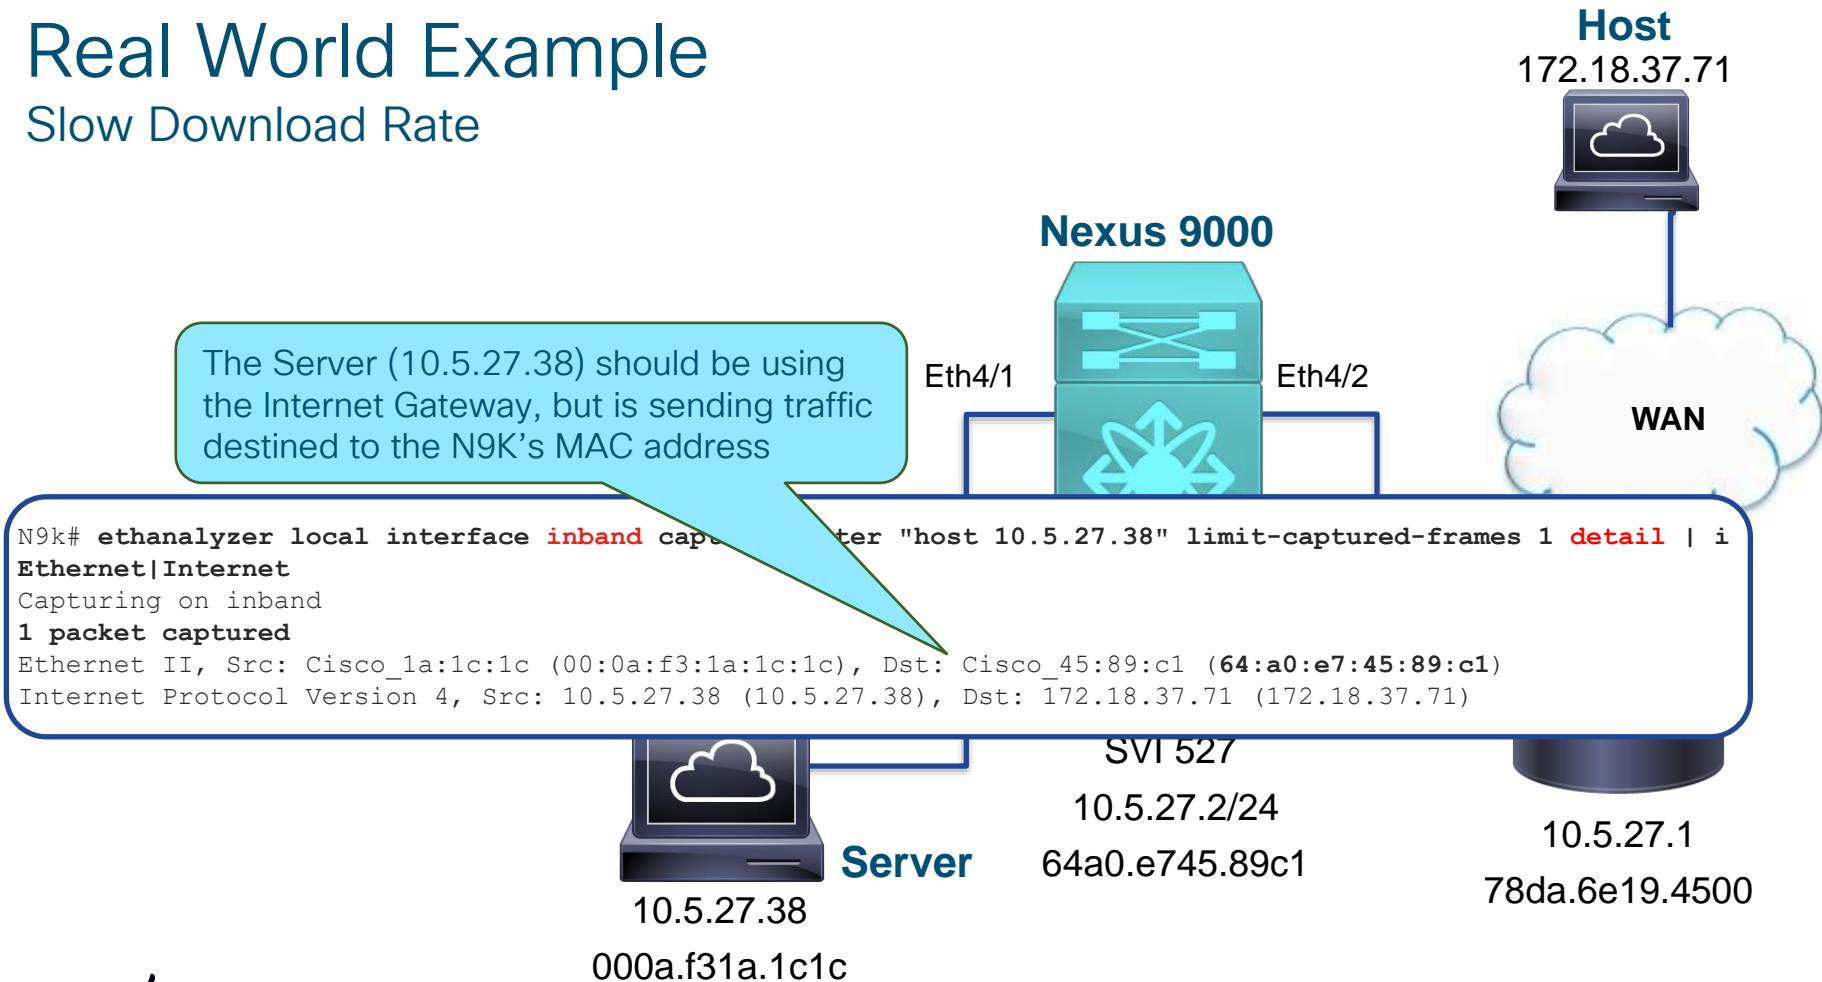 Real World Example
Slow Download Rate
Host
172.18.37.71
Nexus 9000
The Server (10.5.27.38) should be using
the Internet Gateway, but is sending traffic
destined to the N9K's MAC address
Eth4/1
Eth4/2
WAN
N9k# ethanalyzer local interface inband capt ter "host 10.5.27.38" limit-captured-frames 1 detail | i
Ethernet|Internet
Capturing on inband
1 packet captured
Ethernet II, Src: Cisco_1a:1c:1c (00:0a:f3:1a:1c:1c), Dst: Cisco_45:89:c1 (64:a0:e7:45:89:c1)
Internet Protocol Version 4, Src: 10.5.27.38 (10.5.27.38), Dst: 172.18.37.71 (172.18.37.71)
SVI 527
10.5.27.2/24
64a0.e745.89c1
10.5.27.1
78da.6e19.4500
Server
10.5.27.38
000a.f31a.1c1c